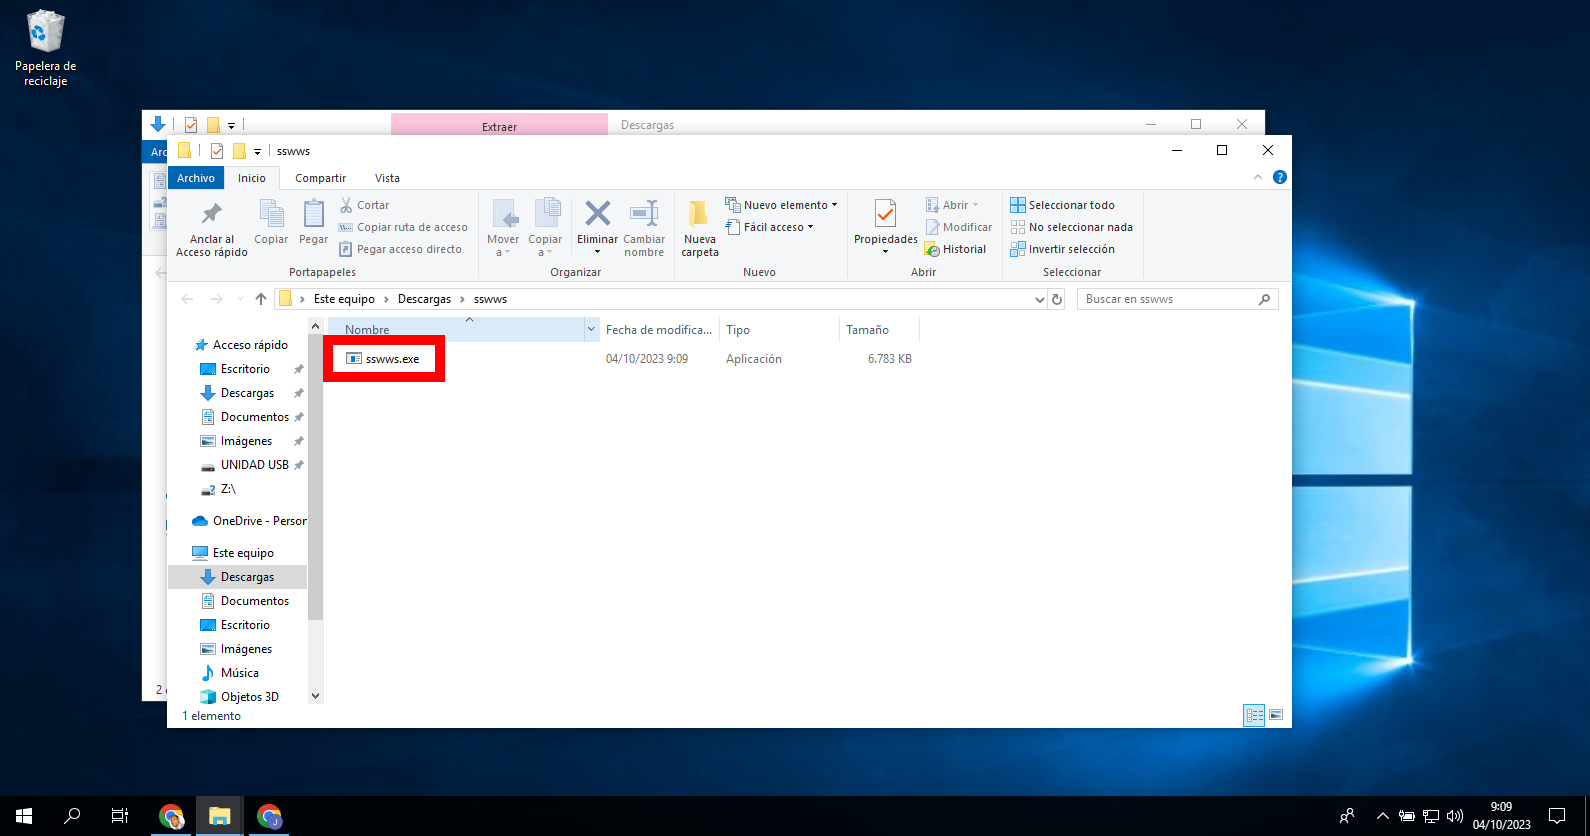 Papelera de
reciclaje
Extraer
Descargas
Arc
sswws
Archivo
Inicio
Compartir
Vista
Anclar al
Acceso rápido
Copiar
Pegar
Cortar
Copiar ruta de acceso
Pegar acceso directo
Portapapeles
Mover
a
Copiar
a
Eliminar
Cambiar
nombre
Organizar
Nueva
carpeta
Nuevo elemento
Fácil acceso
Nuevo
Propiedades
Abrir
Modificar
Historial
Abrir
Seleccionar todo
No seleccionar nada
Invertir selección
Seleccionar
Este equipo > Descargas > sswws
Buscar en sswws
Nombre
Fecha de modifica...
Tipo
Tamaño
sswws.exe
04/10/2023 9:09
Aplicación
6.783 KB
Acceso rápido
Escritorio
Descargas
Documentos
Imágenes
UNIDAD USB
Z:\
OneDrive - Person
Este equipo
Descargas
Documentos
Escritorio
Imágenes
Música
Objetos 3D
2
1 elemento
9:09
04/10/2023